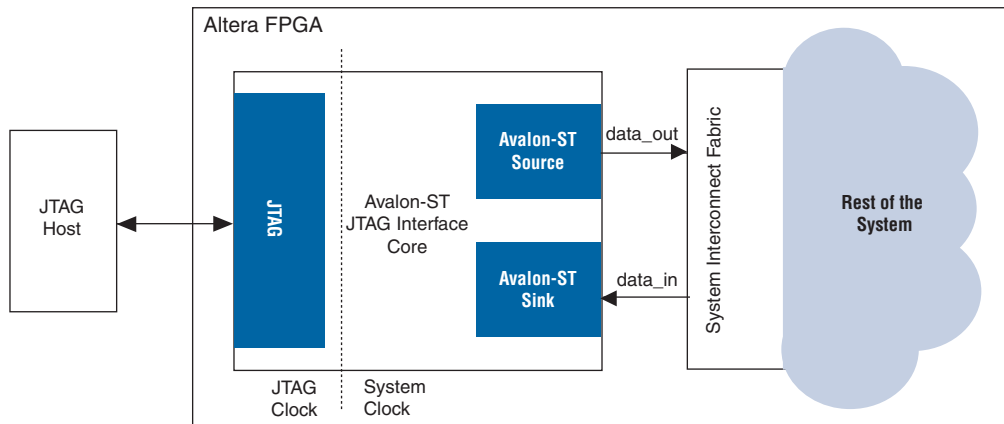 Altera FPGA
JTAG
Host
JTAG
Avalon-ST
JTAG Interface
Core
Avalon-ST
Source
Avalon-ST
Sink
data_out
data_in
System Interconnect Fabric
Rest of the
System
JTAG
Clock
System
Clock